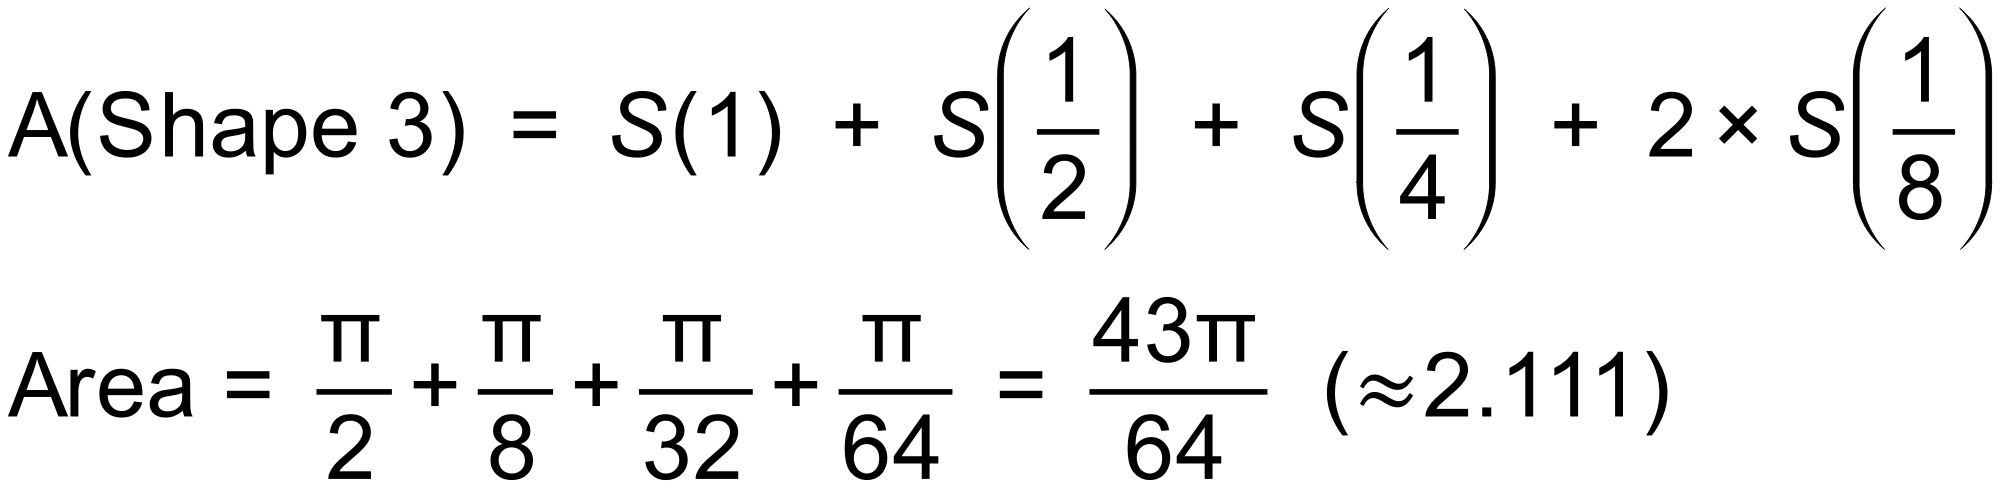 A(Shape 3) = S(1) + S(1/2) + S(1/4) + 2 × S(1/8)
Area = π/2 + π/8 + π/32 + π/64 = 43π/64 (≈2.111)